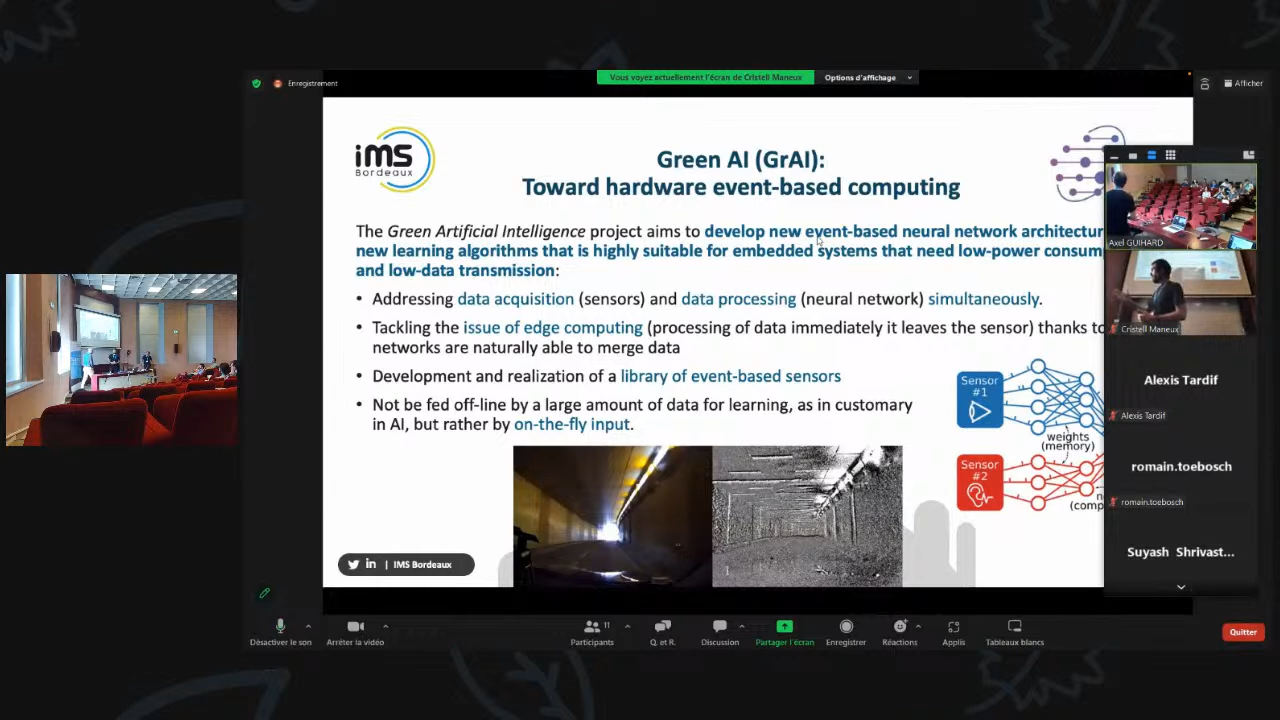 Enregistrement
Vous voyez actuellement l'écran de Cristell Maneux
Options d'affichage
Afficher
iMS
Bordeaux
Green AI (GrAI):
Toward hardware event-based computing
The Green Artificial Intelligence project aims to develop new event-based neural network architectur
new learning algorithms that is highly suitable for embedded systems that need low-power consum
and low-data transmission:
• Addressing data acquisition (sensors) and data processing (neural network) simultaneously.
• Tackling the issue of edge computing (processing of data immediately it leaves the sensor) thanks to
networks are naturally able to merge data
• Development and realization of a library of event-based sensors
• Not be fed off-line by a large amount of data for learning, as in customary
in AI, but rather by on-the-fly input.
Sensor
#1
weights
(memory)
Sensor
#2
(comp
| IMS Bordeaux
Axel GUIHARD
Cristell Maneux
Alexis Tardif
Alexis Tardif
romain.toebosch
romain.toebosch
Suyash Shrivast...
Désactiver le son
Arrêter la vidéo
Participants
11
Q. et R.
Discussion
Partager l'écran
Enregistrer
Réactions
Applis
Tableaux blancs
Quitter